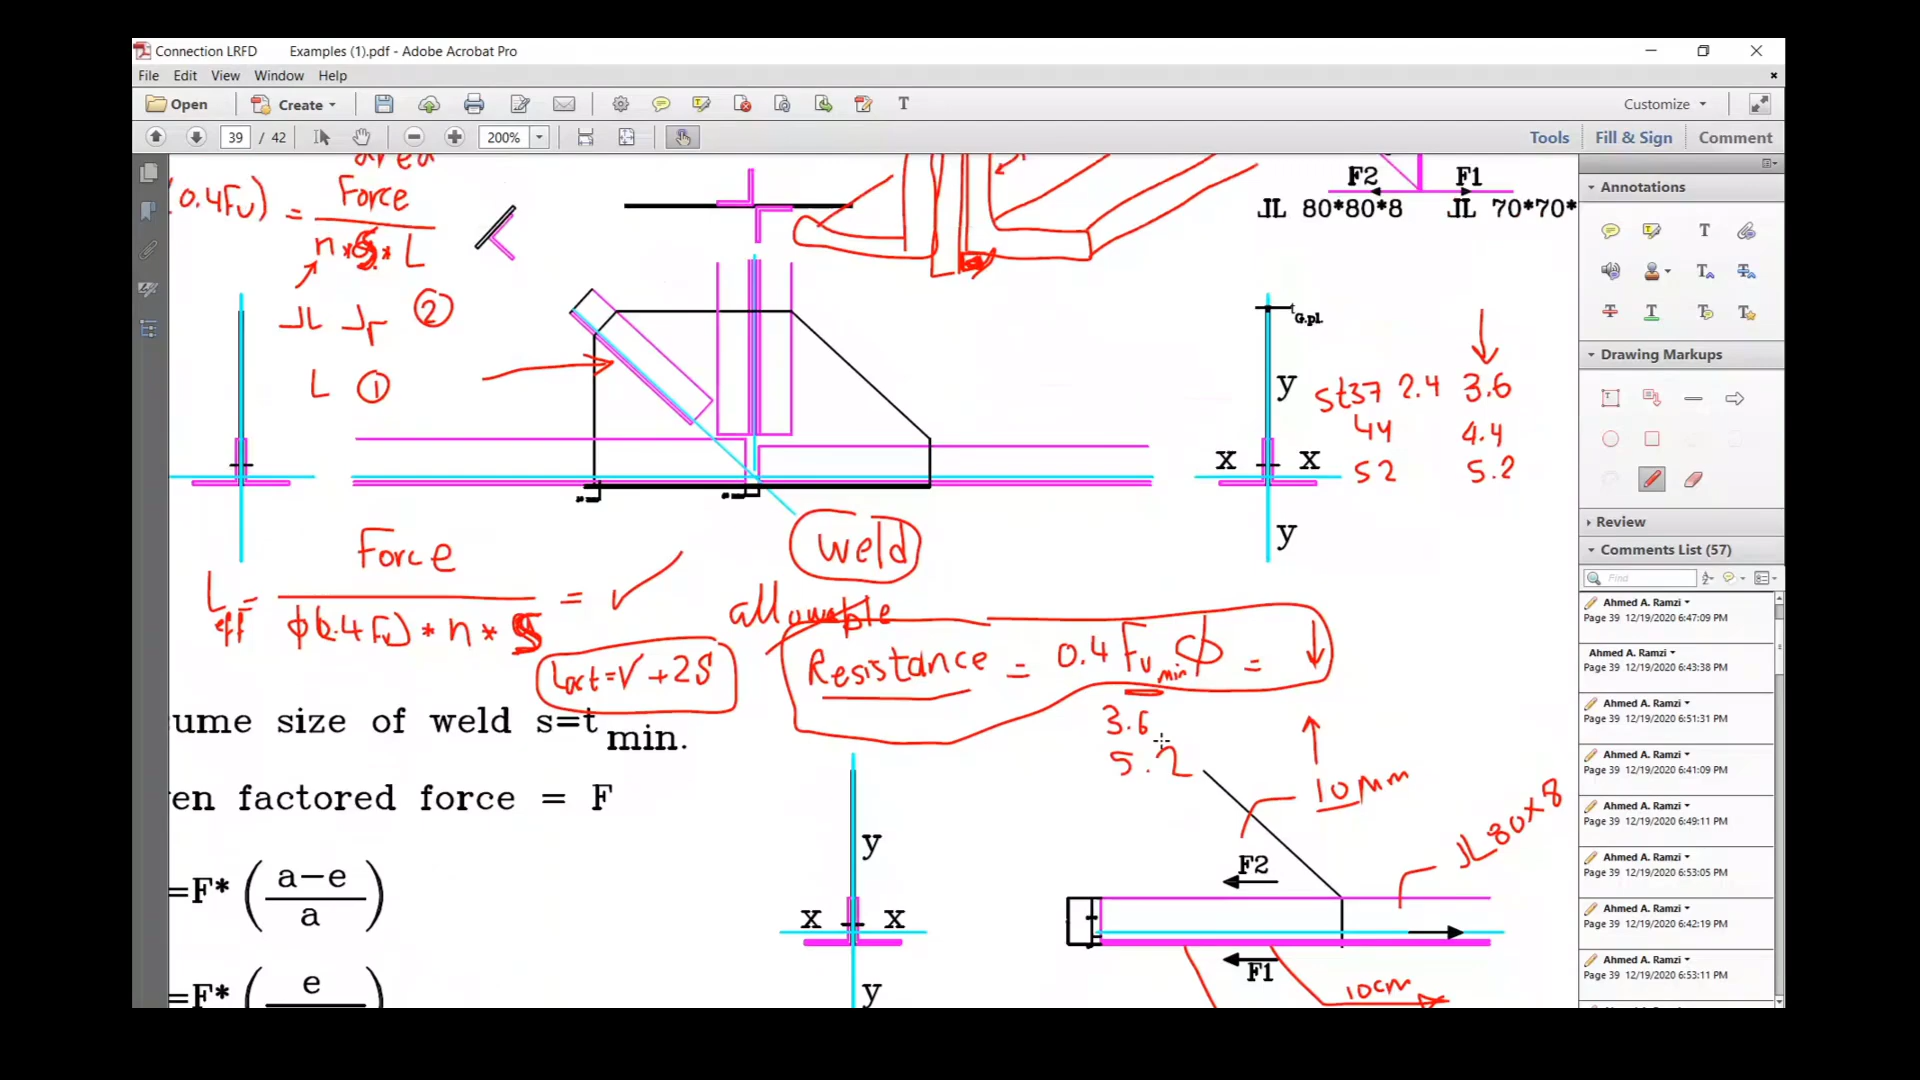 Connection LRFD Examples (1).pdf - Adobe Acrobat Pro
File Edit View Window Help
Open Create Customize
39 / 42 200% Tools Fill & Sign Comment
area
(0.4Fu) = Force
n * S * L
JL 2
L 1
F2 F1
JL 80*80*8 JL 70*70*
t G.pl.
y
x x
y
St37 2.4 3.6
44 4.4
52 5.2
weld
Leff = Force = ✓
ϕ(0.4 Fu) * n * S
Lact = ✓ + 2S
allowable
Resistance = 0.4 Fu min ϕ =
3.6
5.2
ume size of weld s=t min.
en factored force = F
=F* ( a-e
a )
=F* ( e
y
x x
y
10mm
JL 80x8
F2
F1
10cm
Annotations
T
Drawing Markups
Review
Comments List (57)
Find
Ahmed A. Ramzi
Page 39 12/19/2020 6:47:09 PM
Ahmed A. Ramzi
Page 39 12/19/2020 6:43:38 PM
Ahmed A. Ramzi
Page 39 12/19/2020 6:51:31 PM
Ahmed A. Ramzi
Page 39 12/19/2020 6:41:09 PM
Ahmed A. Ramzi
Page 39 12/19/2020 6:49:11 PM
Ahmed A. Ramzi
Page 39 12/19/2020 6:53:05 PM
Ahmed A. Ramzi
Page 39 12/19/2020 6:42:19 PM
Ahmed A. Ramzi
Page 39 12/19/2020 6:53:11 PM
Ahmed A. Ramzi